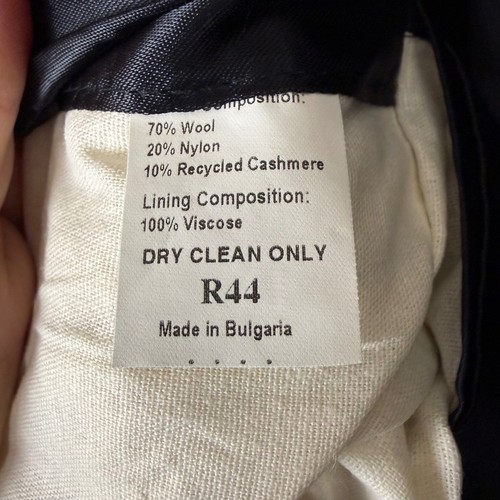 Composition:
70% Wool
20% Nylon
10% Recycled Cashmere
Lining Composition:
100% Viscose
DRY CLEAN ONLY
R44
Made in Bulgaria